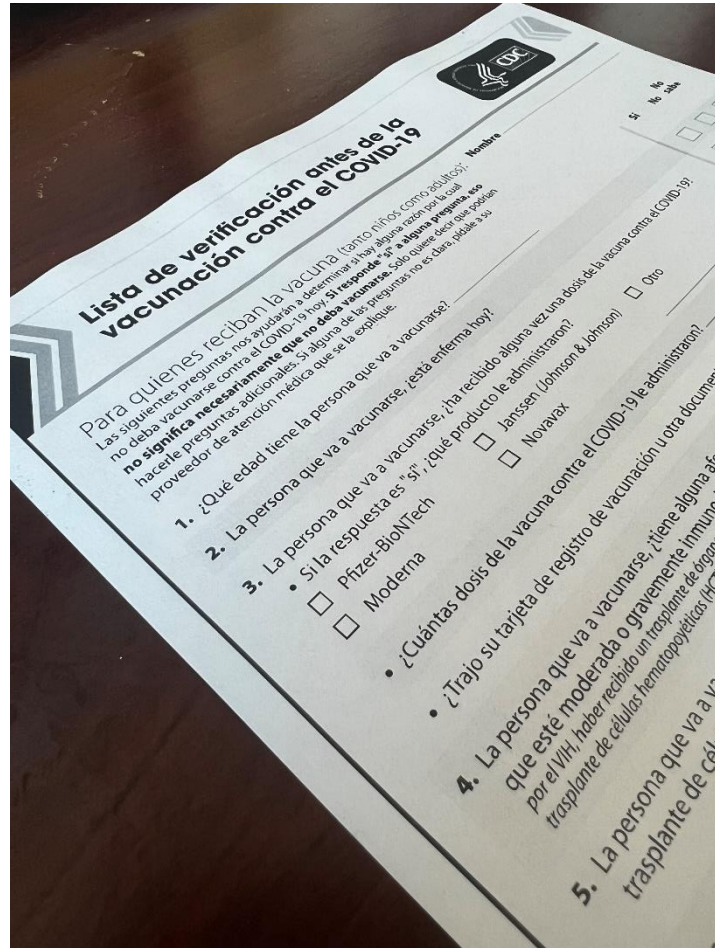 CDC
Lista de verificación antes de la
vacunación contra el COVID-19
Nombre
Para quienes reciban la vacuna (tanto niños como adultos):
Las siguientes preguntas nos ayudarán a determinar si hay alguna razón por la cual
no deba vacunarse contra el COVID-19 hoy. Si responde "sí" a alguna pregunta, eso
no significa necesariamente que no deba vacunarse. Solo quiere decir que podrían
hacerle preguntas adicionales. Si alguna de las preguntas no es clara, pídale a su
proveedor de atención médica que se la explique.
Sí No No sabe
1. ¿Qué edad tiene la persona que va a vacunarse?
2. La persona que va a vacunarse, ¿está enferma hoy?
3. La persona que va a vacunarse, ¿ha recibido alguna vez una dosis de la vacuna contra el COVID-19?
• Si la respuesta es "sí", ¿qué producto le administraron?
Pfizer-BioNTech Janssen (Johnson & Johnson) Otro
Moderna Novavax
• ¿Cuántas dosis de la vacuna contra el COVID-19 le administraron?
• ¿Trajo su tarjeta de registro de vacunación u otra documen
4. La persona que va a vacunarse, ¿tiene alguna af
que esté moderada o gravemente inmuno
por el VIH, haber recibido un trasplante de órgan
trasplante de células hematopoyéticas (HC
5. La persona que va a va
trasplante de cél